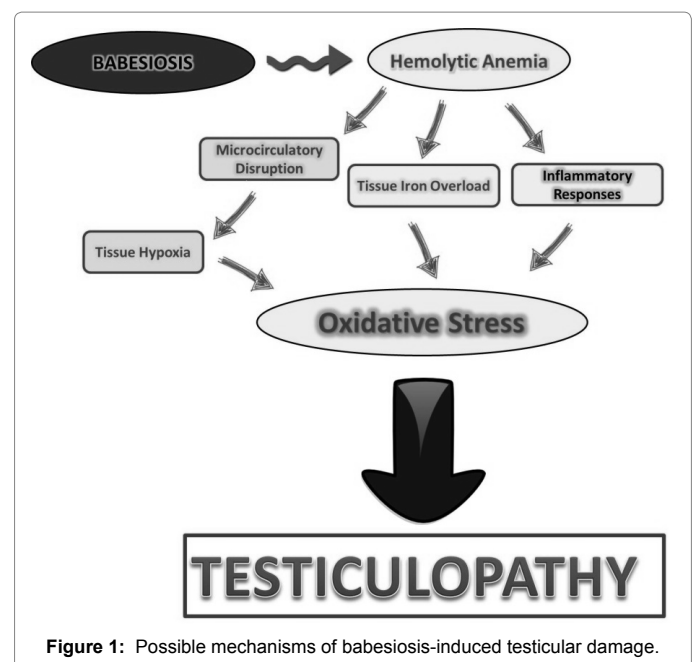 BABESIOSIS
Hemolytic Anemia
Microcirculatory
Disruption
Tissue Iron Overload
Inflammatory
Responses
Tissue Hypoxia
Oxidative Stress
TESTICULOPATHY
Figure 1: Possible mechanisms of babesiosis-induced testicular damage.